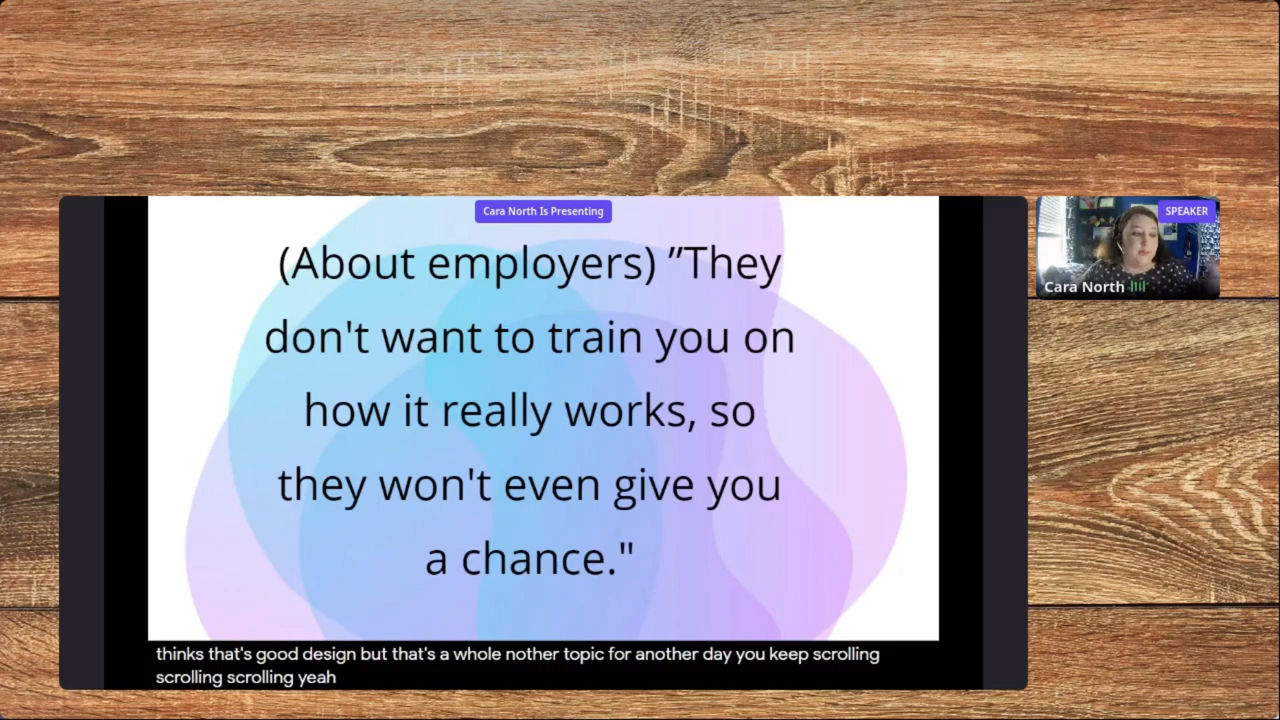 Cara North Is Presenting
SPEAKER
(About employers) "They
don't want to train you on
how it really works, so
they won't even give you
a chance."
Cara North
thinks that's good design but that's a whole nother topic for another day you keep scrolling
scrolling scrolling yeah